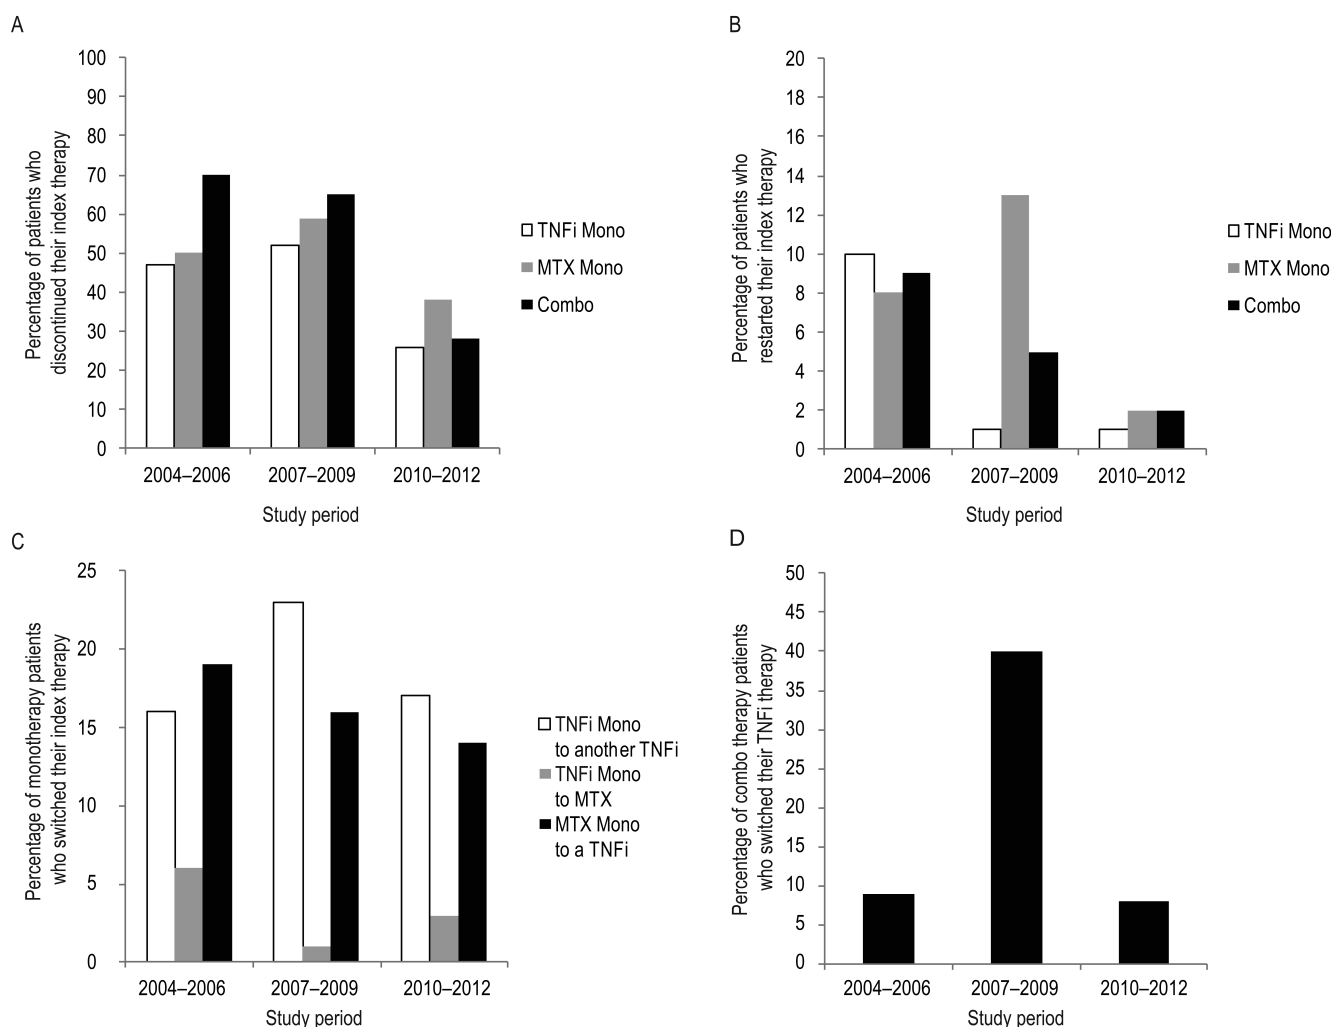 A
Percentage of patients who
discontinued their index therapy
100
90
80
70
60
50
40
30
20
10
0
2004–2006
2007–2009
2010–2012
Study period
TNFi Mono
MTX Mono
Combo
B
Percentage of patients who
restarted their index therapy
20
18
16
14
12
10
8
6
4
2
0
2004–2006
2007–2009
2010–2012
Study period
TNFi Mono
MTX Mono
Combo
C
Percentage of monotherapy patients
who switched their index therapy
25
20
15
10
5
0
2004–2006
2007–2009
2010–2012
Study period
TNFi Mono
to another TNFi
TNFi Mono
to MTX
MTX Mono
to a TNFi
D
Percentage of combo therapy patients
who switched their TNFi therapy
50
45
40
35
30
25
20
15
10
5
0
2004–2006
2007–2009
2010–2012
Study period